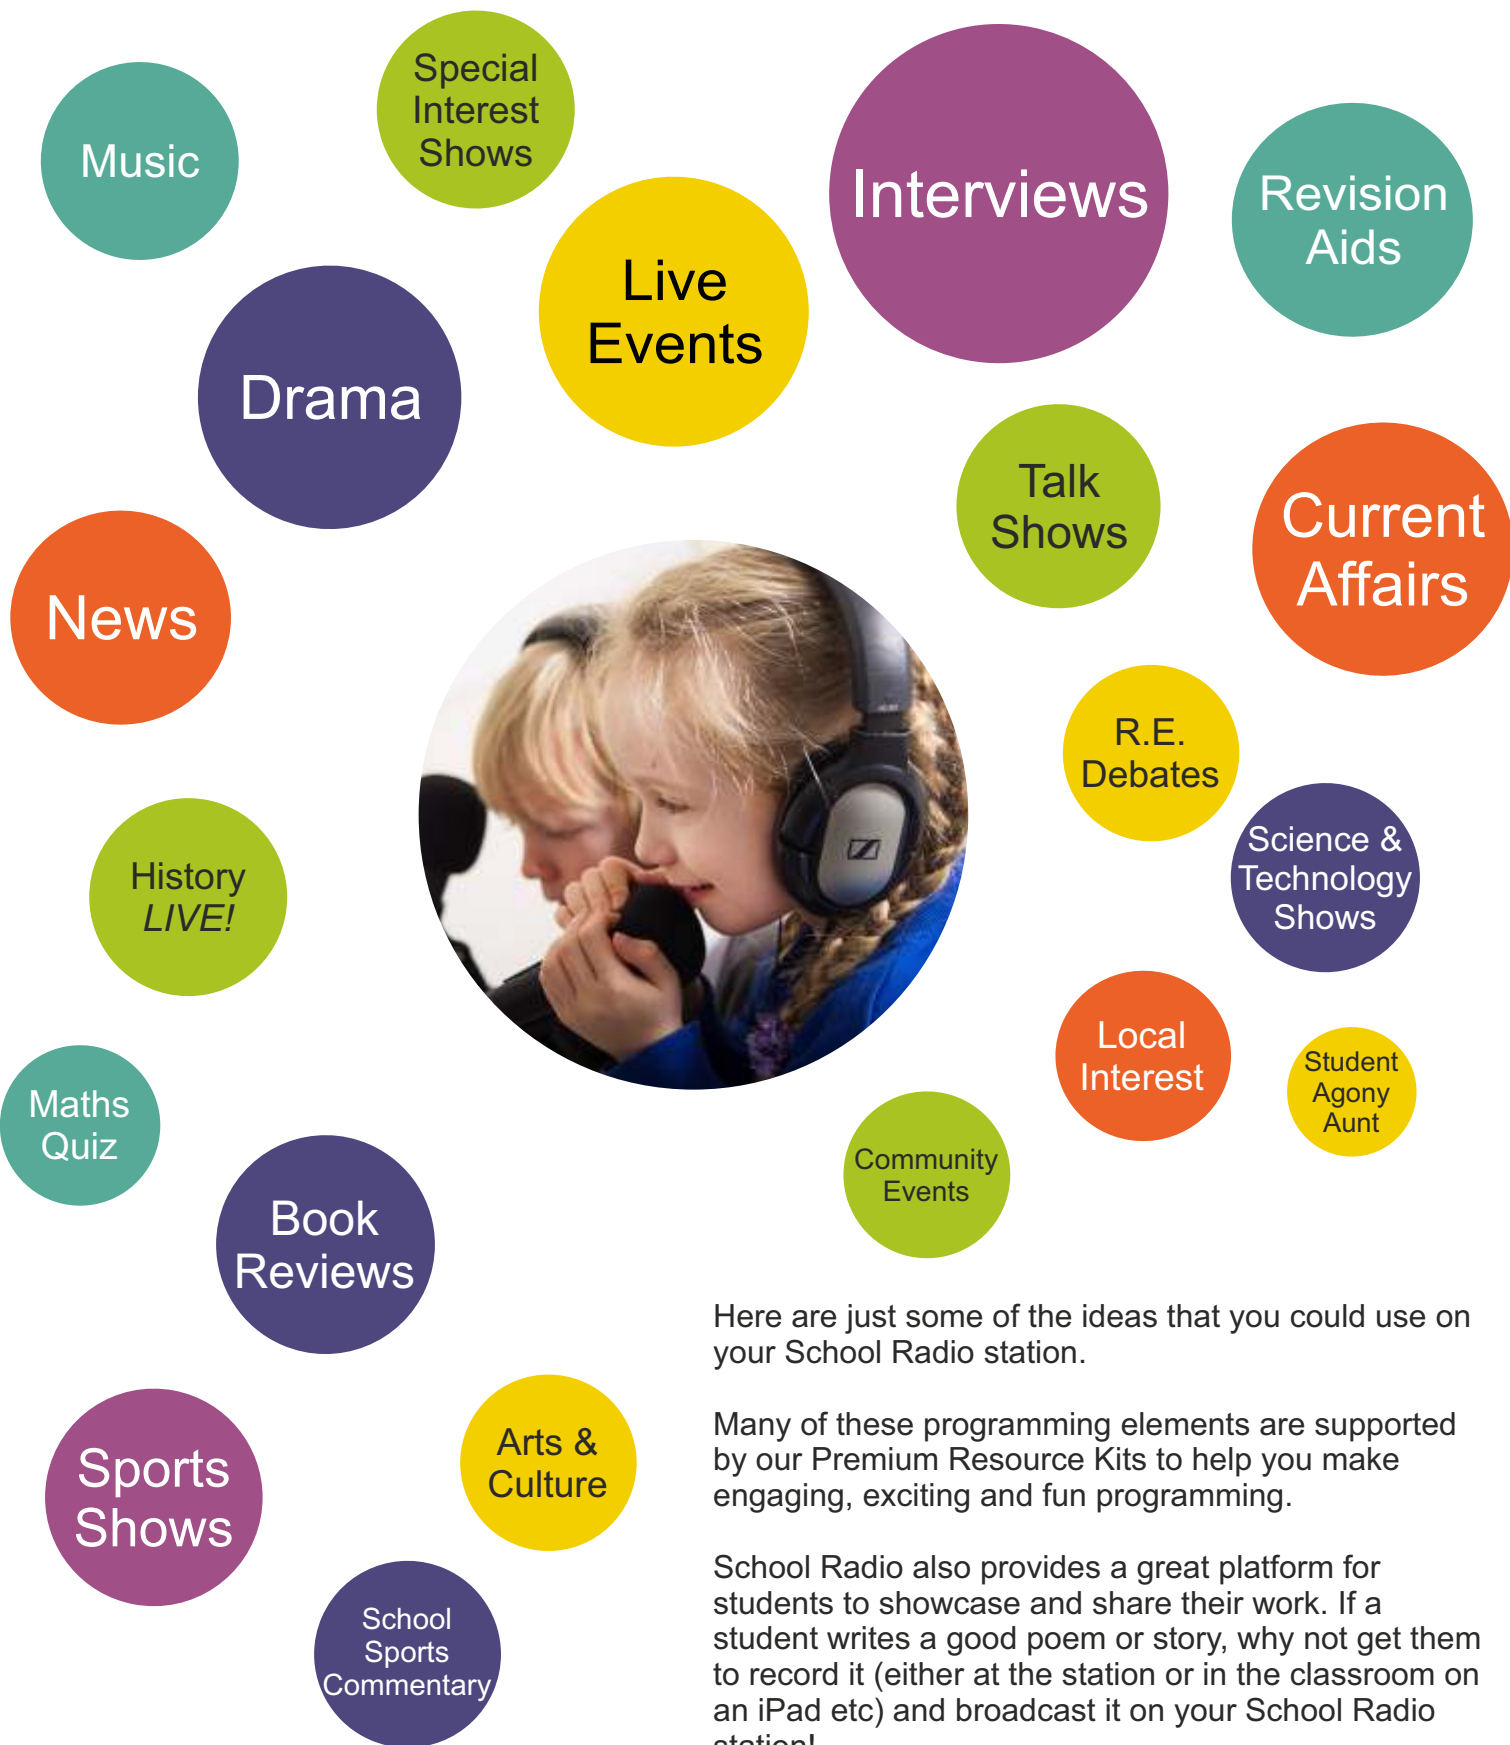 Special
Interest
Shows
Music
Interviews
Revision
Aids
Live
Events
Drama
Talk
Shows
Current
Affairs
News
R.E.
Debates
Science &
Technology
Shows
History
LIVE!
Local
Interest
Student
Agony
Aunt
Maths
Quiz
Community
Events
Book
Reviews
Here are just some of the ideas that you could use on
your School Radio station.
Many of these programming elements are supported
by our Premium Resource Kits to help you make
engaging, exciting and fun programming.
Sports
Shows
Arts &
Culture
School
Sports
Commentary
School Radio also provides a great platform for
students to showcase and share their work. If a
student writes a good poem or story, why not get them
to record it (either at the station or in the classroom on
an iPad etc) and broadcast it on your School Radio
station!